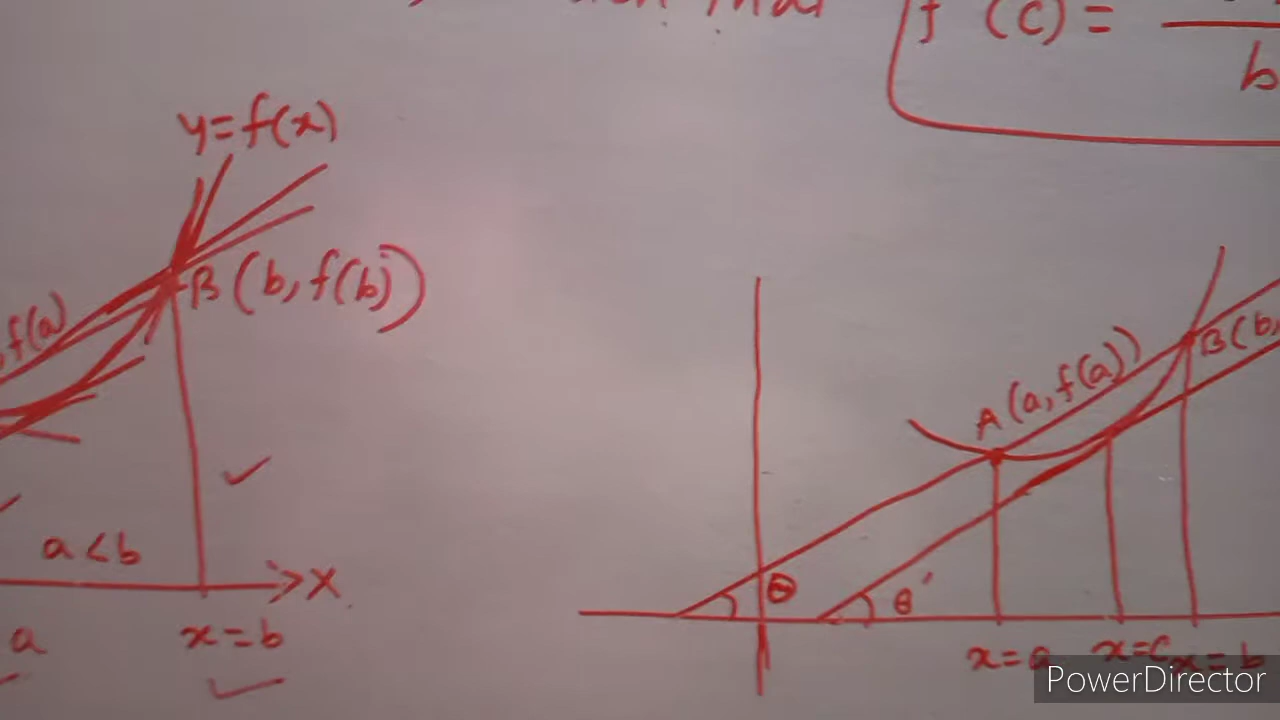 f (c) =
b
y=f(x)
B (b, f(b))
, f(a)
A (a, f(a))
B (b,
a < b
X
θ
θ'
a
x = b
x = a
x = c
x = b
PowerDirector